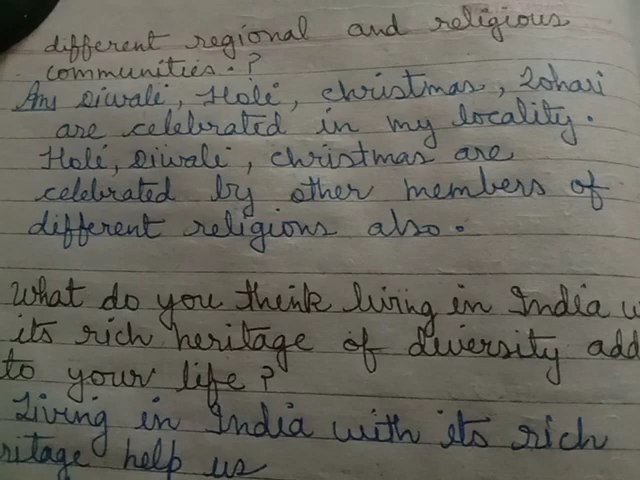 different regional and religious
communities.?
Ans Diwali, Holi, christmas, Lohari
are celebrated in my locality.
Holi, Diwali, christmas are
celebrated by other members of
different religions also.
What do you think living in India w
its rich heritage of diversity add
to your life?
Living in India with its rich
ritage help us